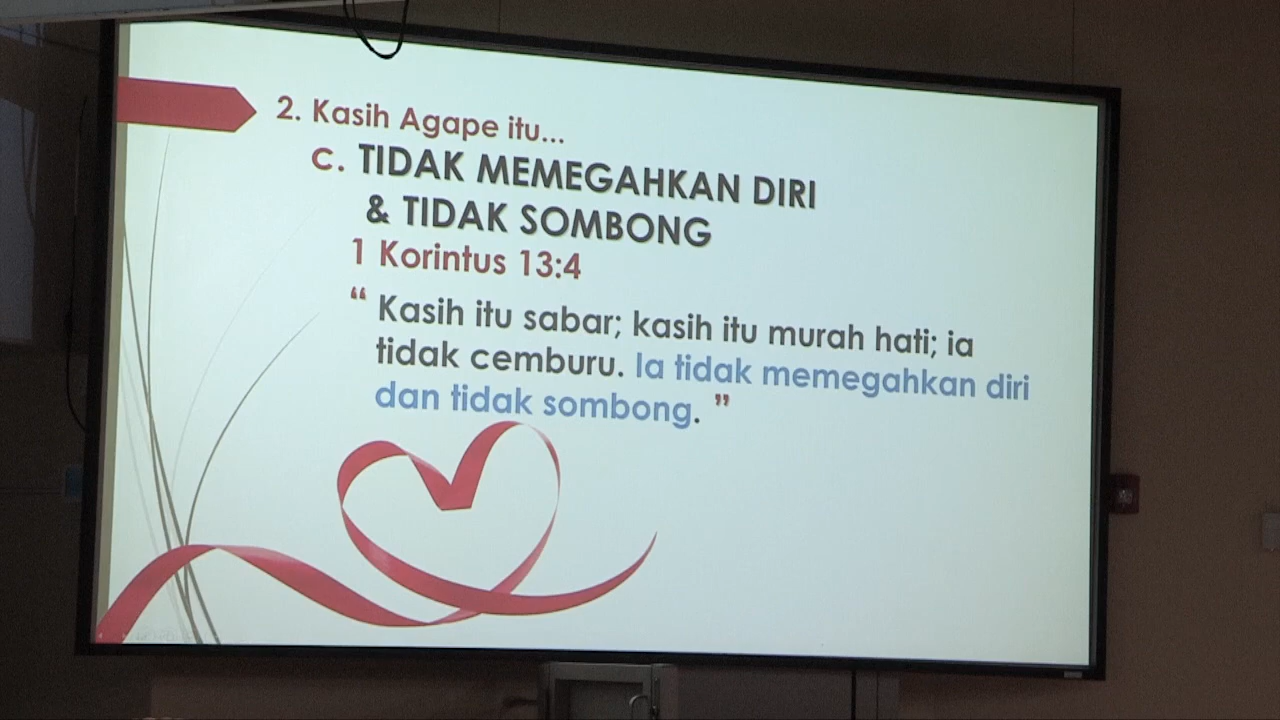 2. Kasih Agape itu...
c. TIDAK MEMEGAHKAN DIRI
& TIDAK SOMBONG
1 Korintus 13:4
“ Kasih itu sabar; kasih itu murah hati; ia
tidak cemburu. Ia tidak memegahkan diri
dan tidak sombong. ”